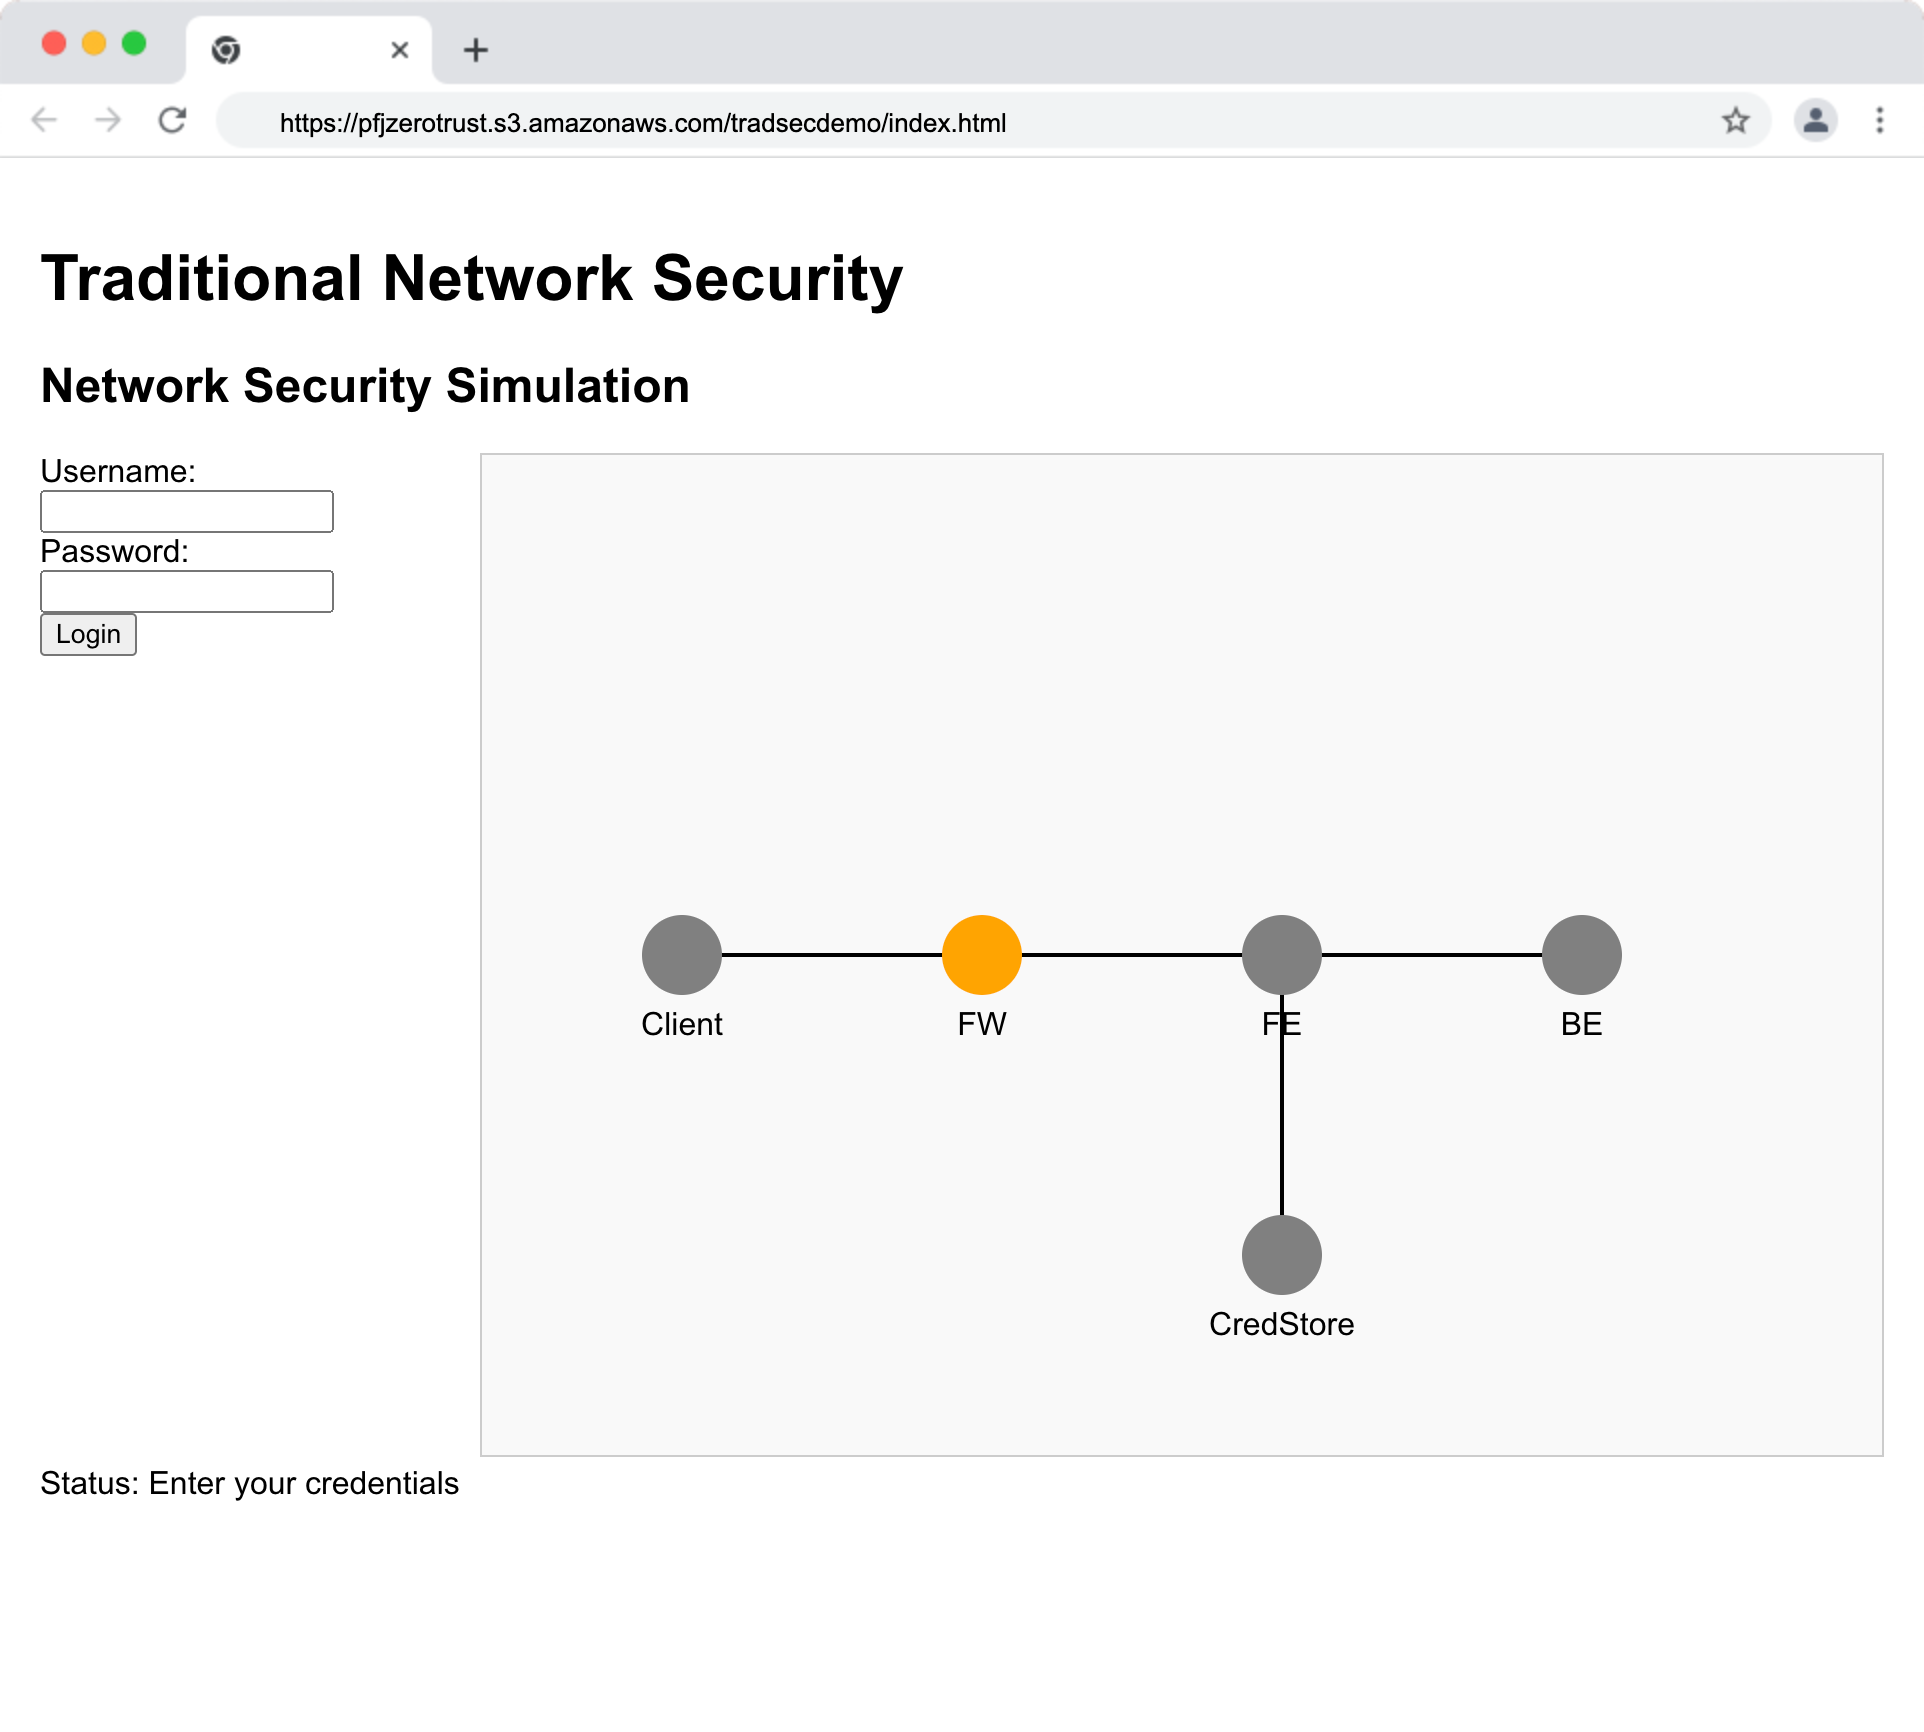 https://pfjzerotrust.s3.amazonaws.com/tradsecdemo/index.html
Traditional Network Security
Network Security Simulation
Username:
Password:
Login
Client
FW
FE
BE
CredStore
Status: Enter your credentials